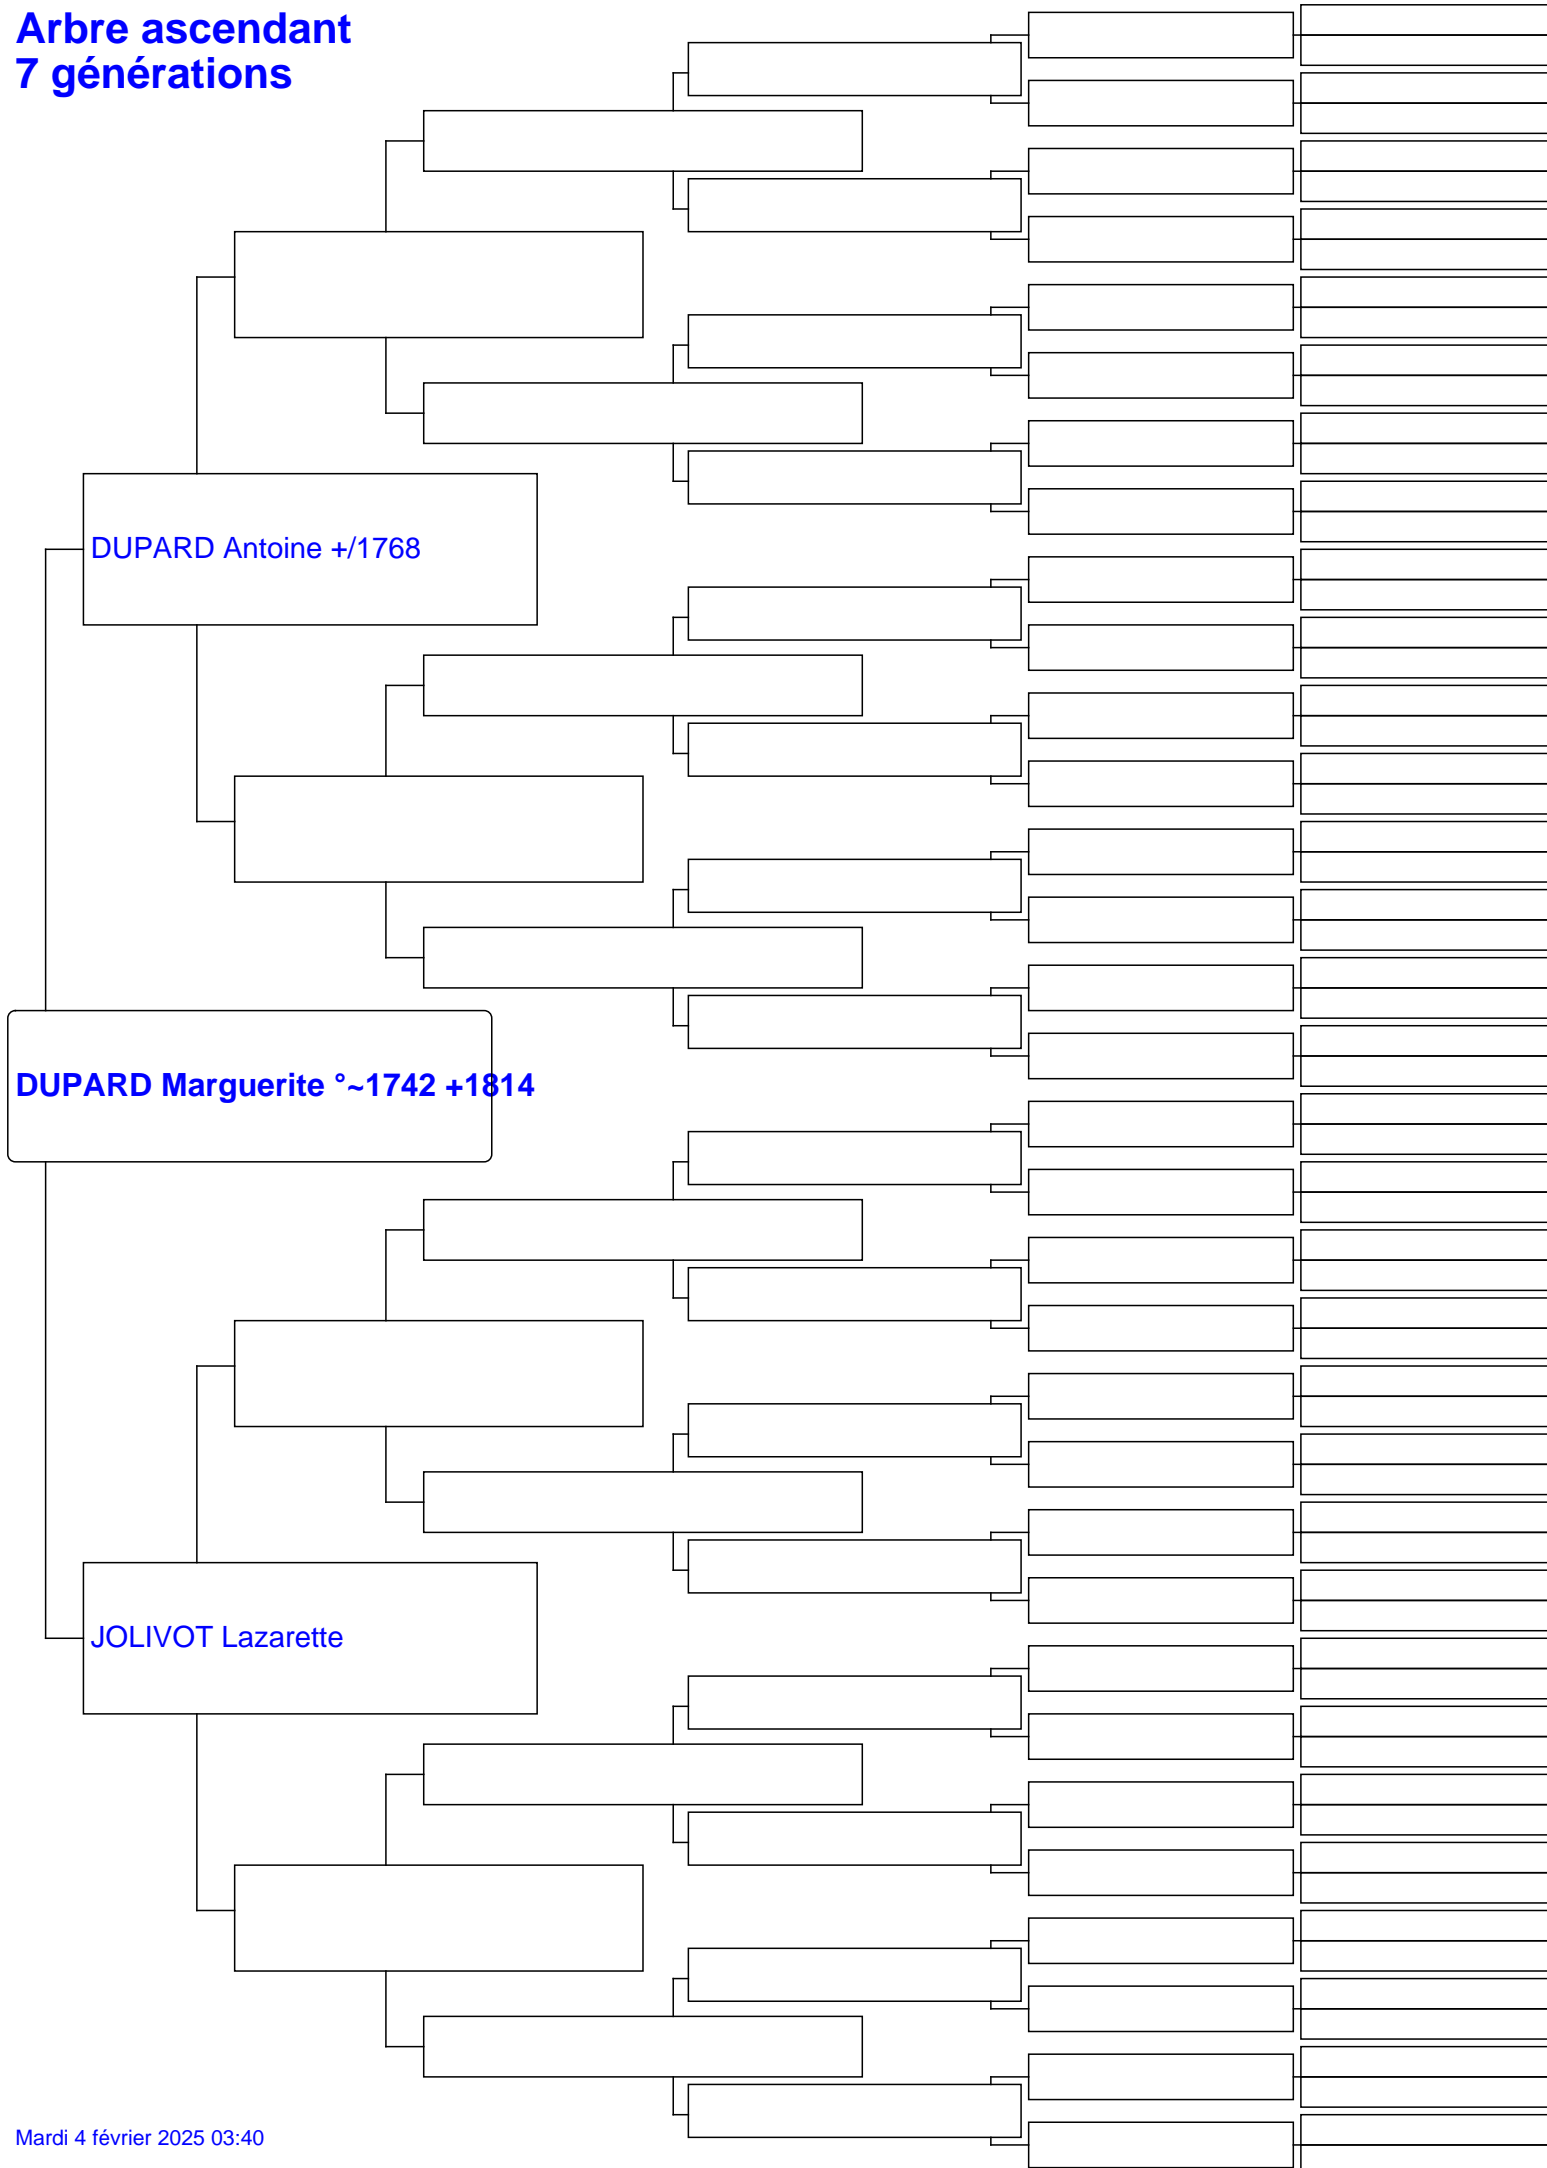 Arbre ascendant
7 générations
DUPARD Antoine +/1768
DUPARD Marguerite °~1742 +1814
JOLIVOT Lazarette
Mardi 4 février 2025 03:40